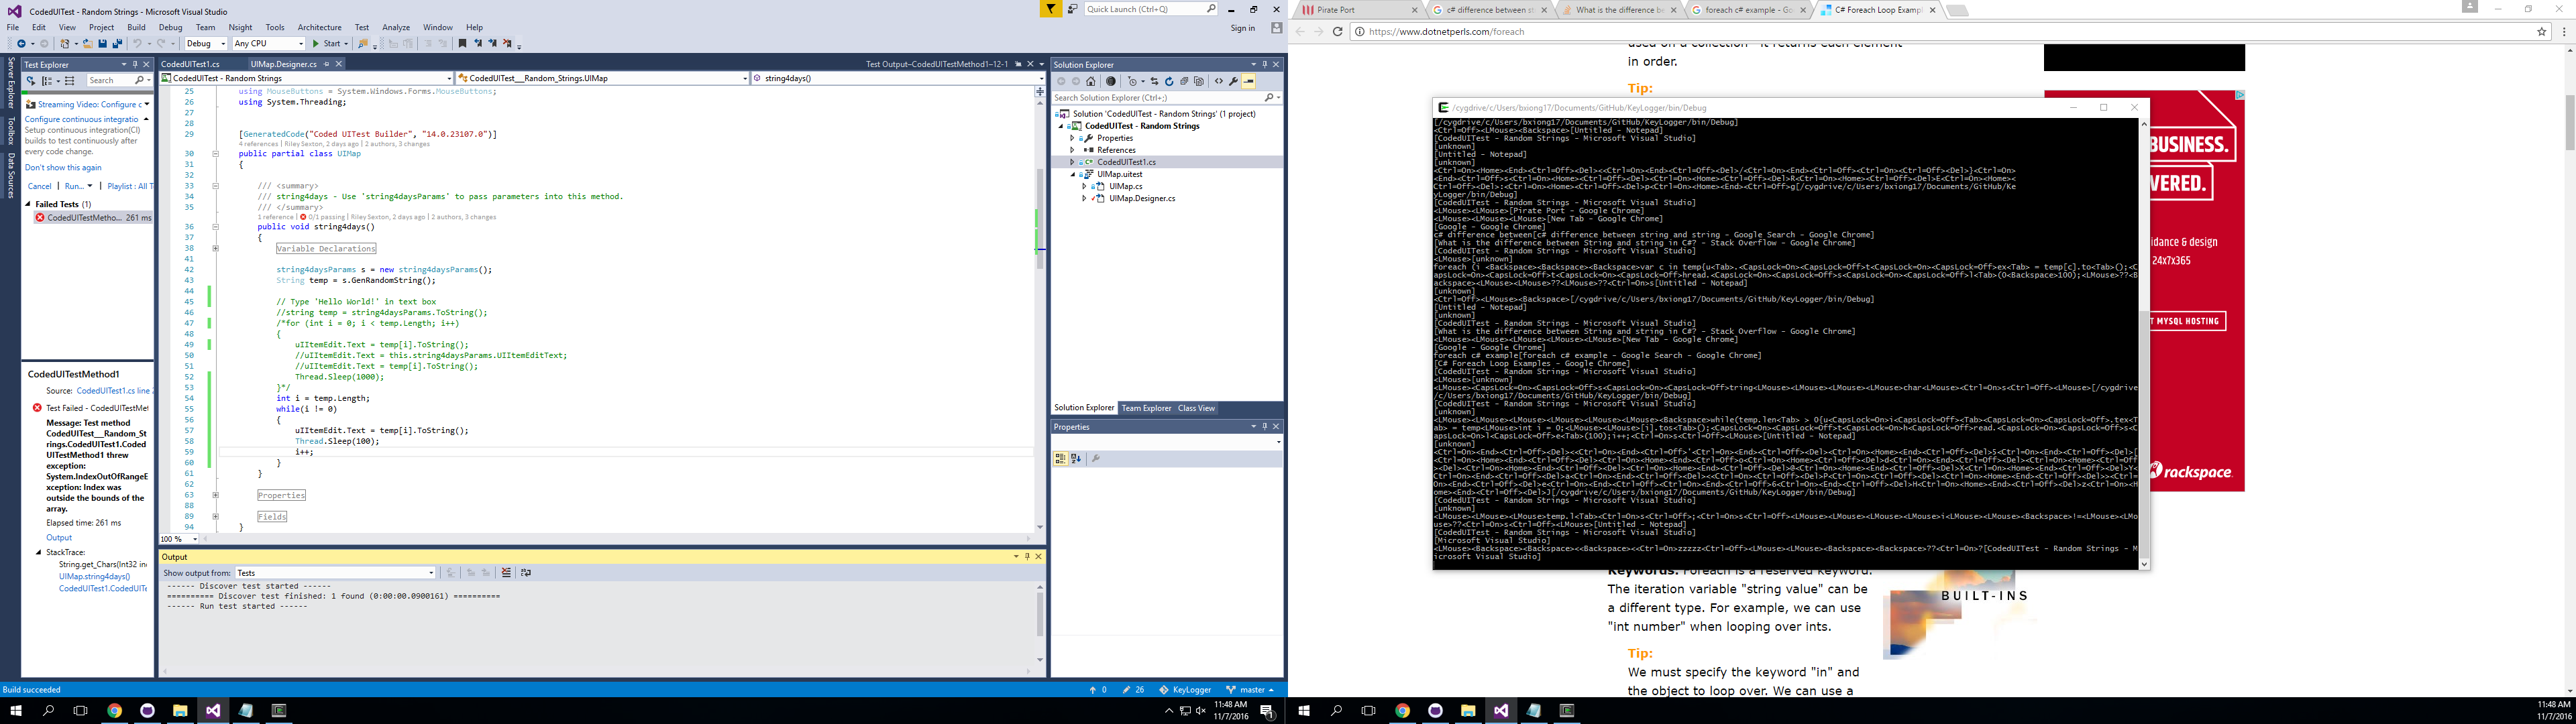 CodedUITest - Random Strings - Microsoft Visual Studio
Quick Launch (Ctrl+Q)
File Edit View Project Build Debug Team Nsight Tools Architecture Test Analyze Window Help
Sign in
Debug Any CPU Start
Server Explorer
Toolbox
Data Sources
Test Explorer
Search
Streaming Video: Configure c
Configure continuous integratio
Setup continuous integration(CI)
builds to test continuously after
every code change.
Don't show this again
Cancel | Run... | Playlist : All T
Failed Tests (1)
CodedUITestMetho... 261 ms
CodedUITestMethod1
Source: CodedUITest1.cs line
Test Failed - CodedUITestMet
Message: Test method
CodedUITest___Random_St
rings.CodedUITest1.Coded
UITestMethod1 threw
exception:
System.IndexOutOfRangeE
xception: Index was
outside the bounds of the
array.
Elapsed time: 261 ms
Output
StackTrace:
String.get_Chars(Int32 in
UIMap.string4days()
CodedUITest1.CodedUITe
CodedUITest1.cs UIMap.Designer.cs
Test Output-CodedUITestMethod1-12-1
CodedUITest - Random Strings CodedUITest___Random_Strings.UIMap string4days()
25 using MouseButtons = System.Windows.Forms.MouseButtons;
26 using System.Threading;
27
28
29 [GeneratedCode("Coded UITest Builder", "14.0.23107.0")]
4 references | Riley Sexton, 2 days ago | 2 authors, 3 changes
30 public partial class UIMap
31 {
32
33 /// <summary>
34 /// string4days - Use 'string4daysParams' to pass parameters into this method.
35 /// </summary>
1 reference | 0/1 passing | Riley Sexton, 2 days ago | 2 authors, 3 changes
36 public void string4days()
37 {
38 Variable Declarations
41
42 string4daysParams s = new string4daysParams();
43 String temp = s.GenRandomString();
44
45 // Type 'Hello World!' in text box
46 //string temp = string4daysParams.ToString();
47 /*for (int i = 0; i < temp.Length; i++)
48 {
49 uIItemEdit.Text = temp[i].ToString();
50 //uIItemEdit.Text = this.string4daysParams.UIItemEditText;
51 //uIItemEdit.Text = temp[i].ToString();
52 Thread.Sleep(1000);
53 }*/
54 int i = temp.Length;
55 while(i != 0)
56 {
57 uIItemEdit.Text = temp[i].ToString();
58 Thread.Sleep(100);
59 i++;
60 }
61 }
62
63 Properties
88
89 Fields
94 }
100 %
Output
Show output from: Tests
------ Discover test started ------
========== Discover test finished: 1 found (0:00:00.0900161) ==========
------ Run test started ------
Solution Explorer
Search Solution Explorer (Ctrl+;)
Solution 'CodedUITest - Random Strings' (1 project)
CodedUITest - Random Strings
Properties
References
CodedUITest1.cs
UIMap.uitest
UIMap.cs
UIMap.Designer.cs
Solution Explorer Team Explorer Class View
Properties
Build succeeded
0 26 KeyLogger master
11:48 AM
11/7/2016
Pirate Port
c# difference between st
What is the difference be
foreach c# example - Go
C# Foreach Loop Exampl
https://www.dotnetperls.com/foreach
in order.
Tip:
/cygdrive/c/Users/bxiong17/Documents/GitHub/KeyLogger/bin/Debug
[/cygdrive/c/Users/bxiong17/Documents/GitHub/KeyLogger/bin/Debug]
<Ctrl=Off><LMouse><Backspace>[Untitled - Notepad]
[CodedUITest - Random Strings - Microsoft Visual Studio]
[unknown]
[Untitled - Notepad]
[unknown]
[CodedUITest - Random Strings - Microsoft Visual Studio]
<LMouse><LMouse>[Pirate Port - Google Chrome]
<LMouse><LMouse><LMouse>[New Tab - Google Chrome]
[Google - Google Chrome]
c# difference between[c# difference between string and string - Google Search - Google Chrome]
[What is the difference between String and string in C#? - Stack Overflow - Google Chrome]
[CodedUITest - Random Strings - Microsoft Visual Studio]
<LMouse>[unknown]
[unknown]
<Ctrl=Off><LMouse><Backspace>[/cygdrive/c/Users/bxiong17/Documents/GitHub/KeyLogger/bin/Debug]
[Untitled - Notepad]
[unknown]
[CodedUITest - Random Strings - Microsoft Visual Studio]
[What is the difference between String and string in C#? - Stack Overflow - Google Chrome]
<LMouse><LMouse><LMouse><LMouse><LMouse>[New Tab - Google Chrome]
[Google - Google Chrome]
foreach c# example[foreach c# example - Google Search - Google Chrome]
[C# Foreach Loop Examples - Google Chrome]
[CodedUITest - Random Strings - Microsoft Visual Studio]
<LMouse>[unknown]
/c/Users/bxiong17/Documents/GitHub/KeyLogger/bin/Debug]
[CodedUITest - Random Strings - Microsoft Visual Studio]
[unknown]
[CodedUITest - Random Strings - Microsoft Visual Studio]
[unknown]
[CodedUITest - Random Strings - Microsoft Visual Studio]
[Microsoft Visual Studio]
icrosoft Visual Studio]
BUSINESS.
VERED.
idance & design
24x7x365
T MYSQL HOSTING
rackspace
Keywords: Foreach is a reserved keyword.
The iteration variable "string value" can be
a different type. For example, we can use
"int number" when looping over ints.
BUILT-INS
Tip:
We must specify the keyword "in" and
the object to loop over. We can use a
11:48 AM
11/7/2016